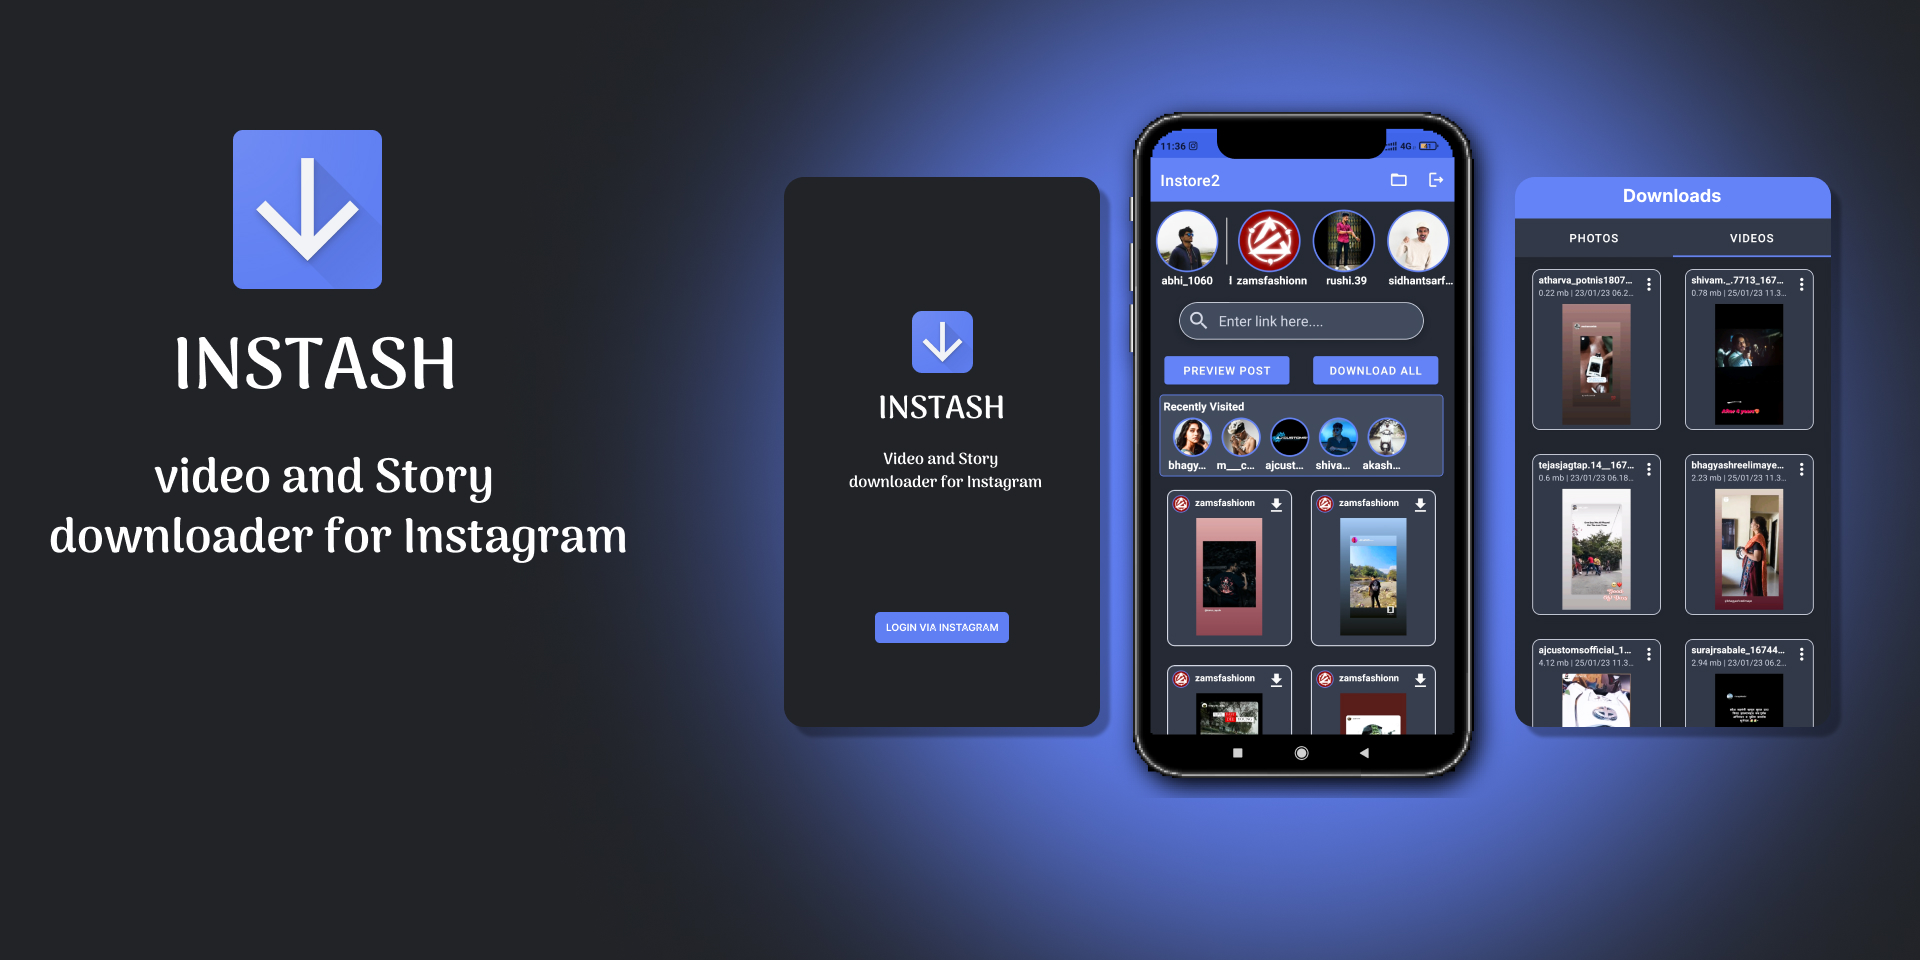 INSTASH
video and Story
downloader for Instagram
INSTASH
Video and Story
downloader for Instagram
LOGIN VIA INSTAGRAM
11:36
4G
Instore2
abhi_1060
zamsfashionn
rushi.39
sidhantsarf...
Enter link here....
PREVIEW POST
DOWNLOAD ALL
Recently Visited
bhagy...
m___c...
ajcust...
shiva...
akash...
zamsfashionn
zamsfashionn
zamsfashionn
zamsfashionn
Downloads
PHOTOS
VIDEOS
atharva_potnis1807...
0.22 mb | 23/01/23 06.2...
shivam._.7713_167...
0.78 mb | 25/01/23 11.3...
tejasjagtap.14__167...
0.6 mb | 23/01/23 06.18...
bhagyashreelimaye...
2.23 mb | 25/01/23 11.3...
ajcustomsofficial_1...
4.12 mb | 25/01/23 11.3...
surajrsabale_16744...
2.94 mb | 23/01/23 06.2...